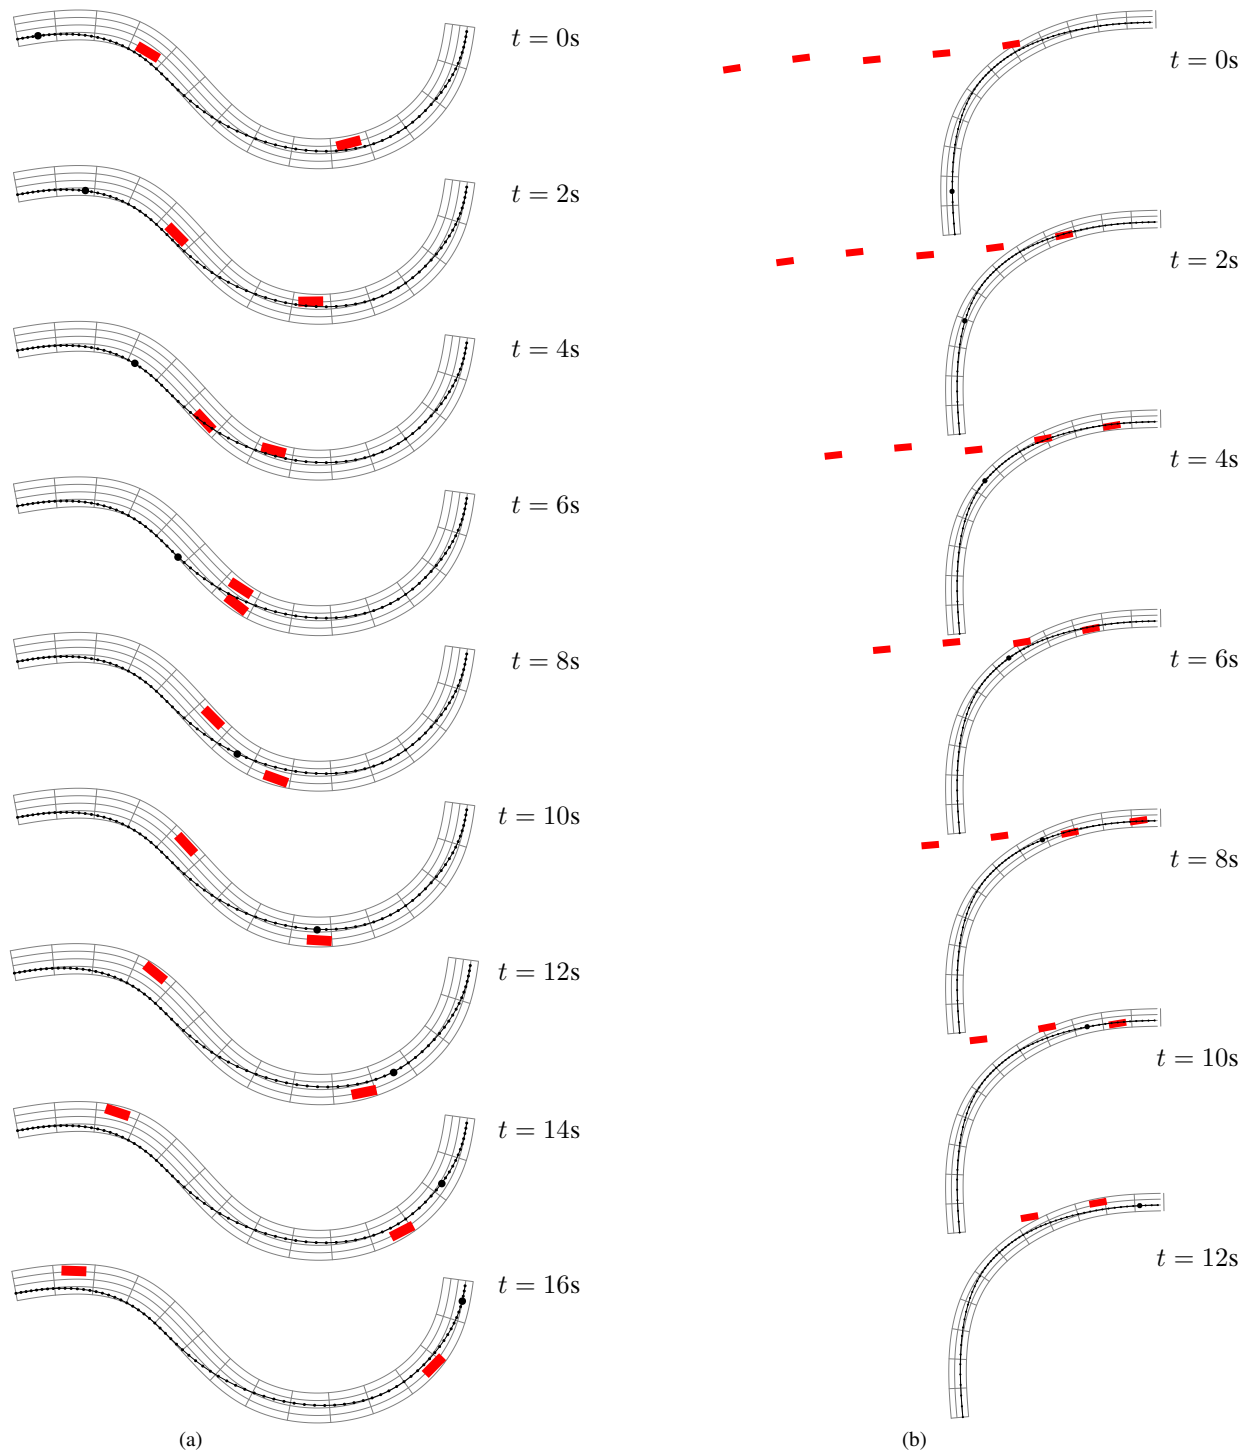 t = 0s
t = 2s
t = 4s
t = 6s
t = 8s
t = 10s
t = 12s
t = 14s
t = 16s
(a)
t = 0s
t = 2s
t = 4s
t = 6s
t = 8s
t = 10s
t = 12s
(b)